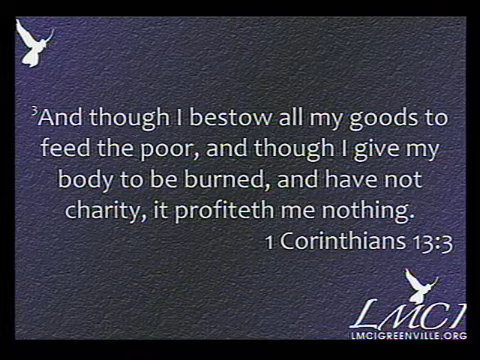 ³And though I bestow all my goods to
feed the poor, and though I give my
body to be burned, and have not
charity, it profiteth me nothing.
1 Corinthians 13:3
LMCI
LMCIGREENVILLE.ORG